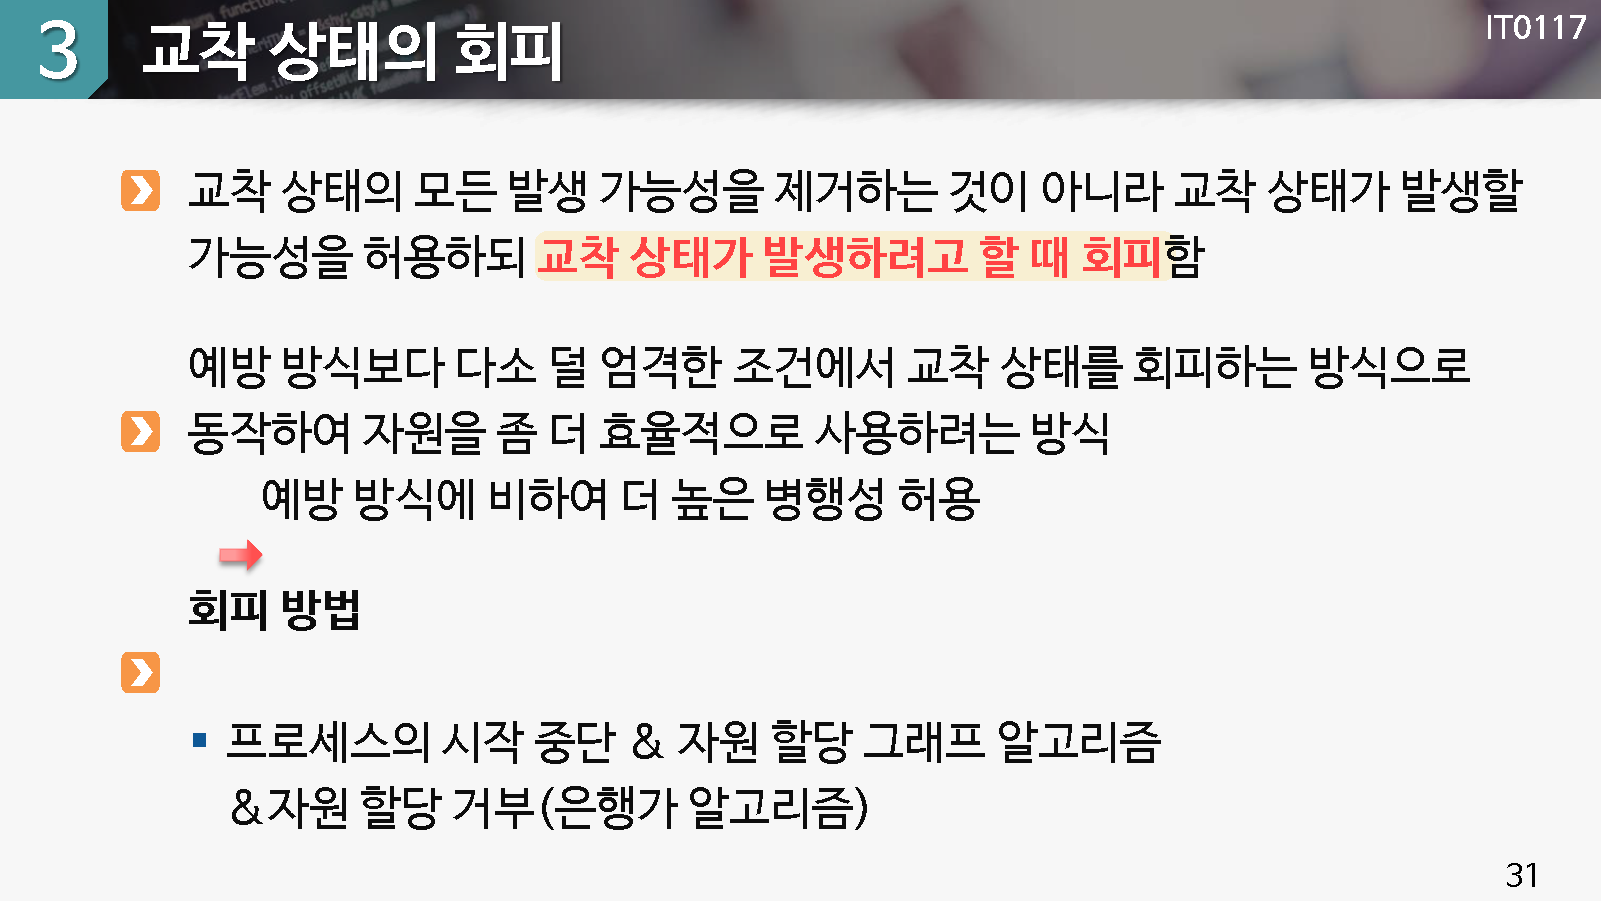 3 교착 상태의 회피
IT0117
교착 상태의 모든 발생 가능성을 제거하는 것이 아니라 교착 상태가 발생할
가능성을 허용하되 교착 상태가 발생하려고 할 때 회피함
예방 방식보다 다소 덜 엄격한 조건에서 교착 상태를 회피하는 방식으로
동작하여 자원을 좀 더 효율적으로 사용하려는 방식
예방 방식에 비하여 더 높은 병행성 허용
회피 방법
프로세스의 시작 중단 & 자원 할당 그래프 알고리즘
&자원 할당 거부(은행가 알고리즘)
31